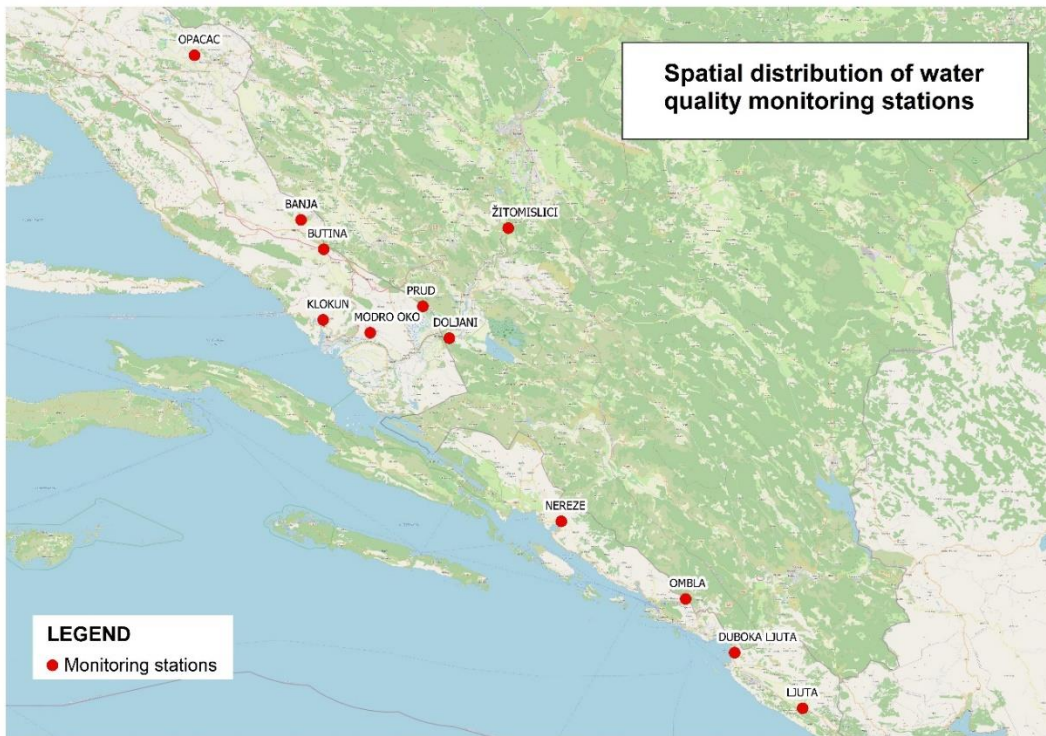 OPACAC
Spatial distribution of water
quality monitoring stations
BANJA
ŽITOMISLICI
BUTINA
PRUD
KLOKUN
MODRO OKO
DOLJANI
NEREZE
OMBLA
DUBOKA LJUTA
LJUTA
LEGEND
Monitoring stations